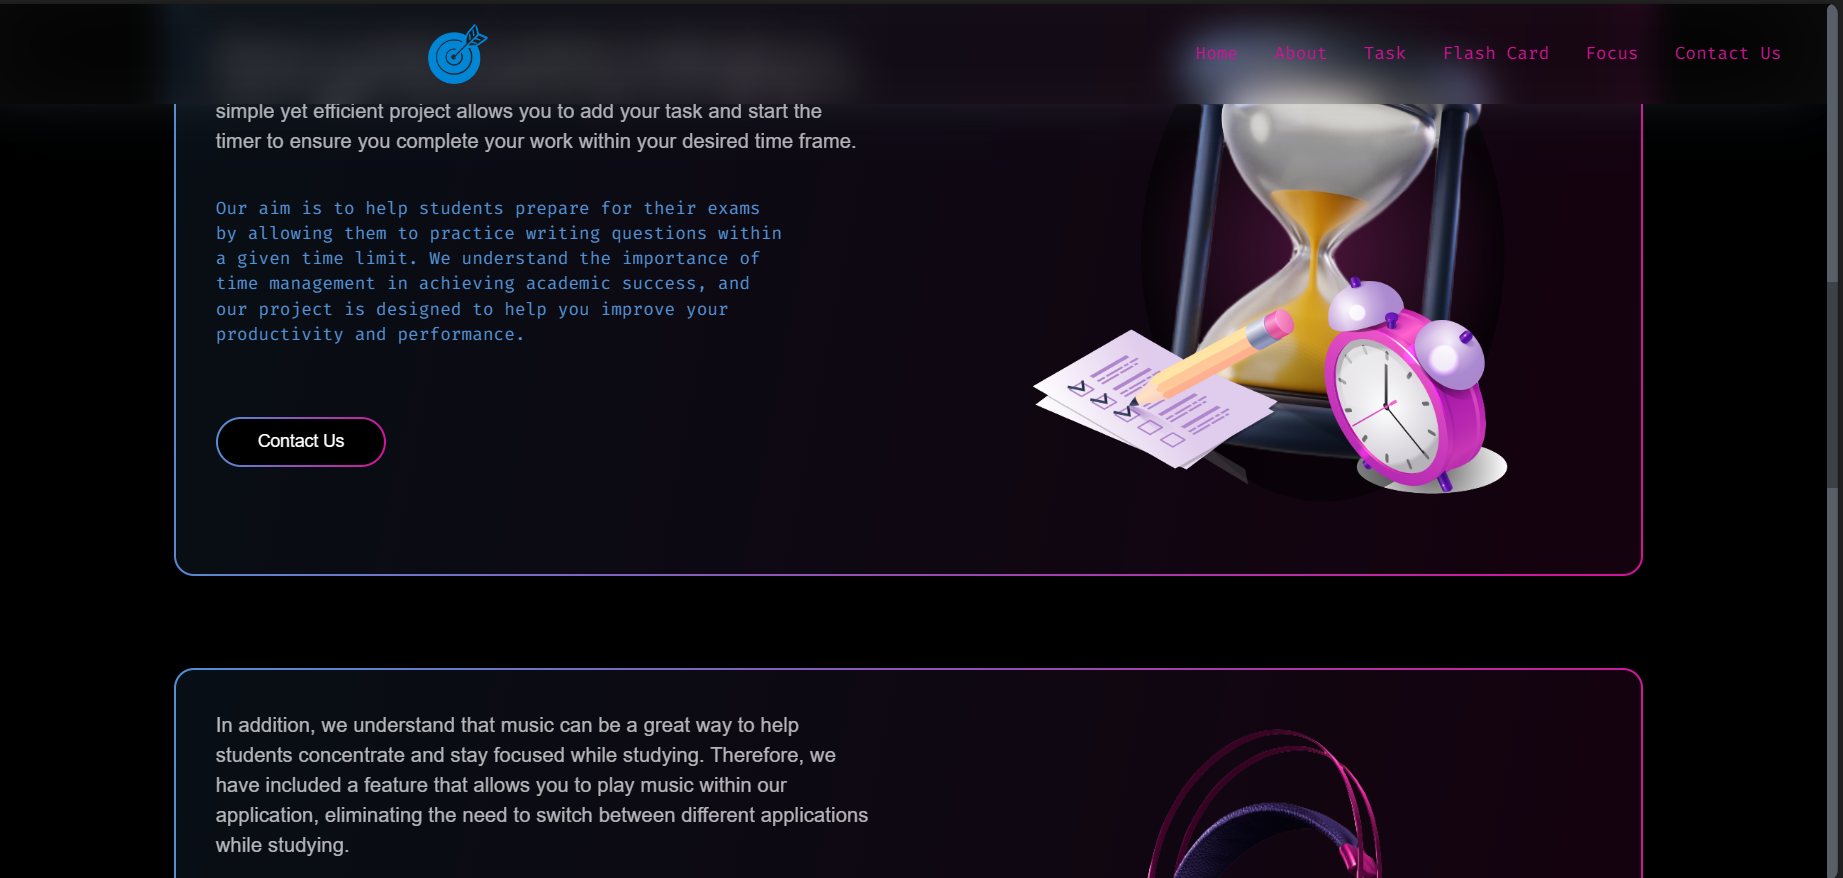 Home About Task Flash Card Focus Contact Us
simple yet efficient project allows you to add your task and start the
timer to ensure you complete your work within your desired time frame.
Our aim is to help students prepare for their exams
by allowing them to practice writing questions within
a given time limit. We understand the importance of
time management in achieving academic success, and
our project is designed to help you improve your
productivity and performance.
Contact Us
In addition, we understand that music can be a great way to help
students concentrate and stay focused while studying. Therefore, we
have included a feature that allows you to play music within our
application, eliminating the need to switch between different applications
while studying.